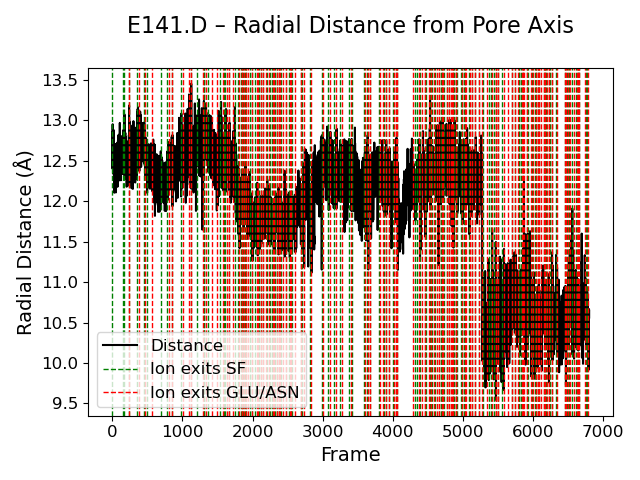 E141.D – Radial Distance from Pore Axis
Radial Distance (Å)
13.5
13.0
12.5
12.0
11.5
11.0
10.5
10.0
9.5
Distance
Ion exits SF
Ion exits GLU/ASN
0 1000 2000 3000 4000 5000 6000 7000
Frame